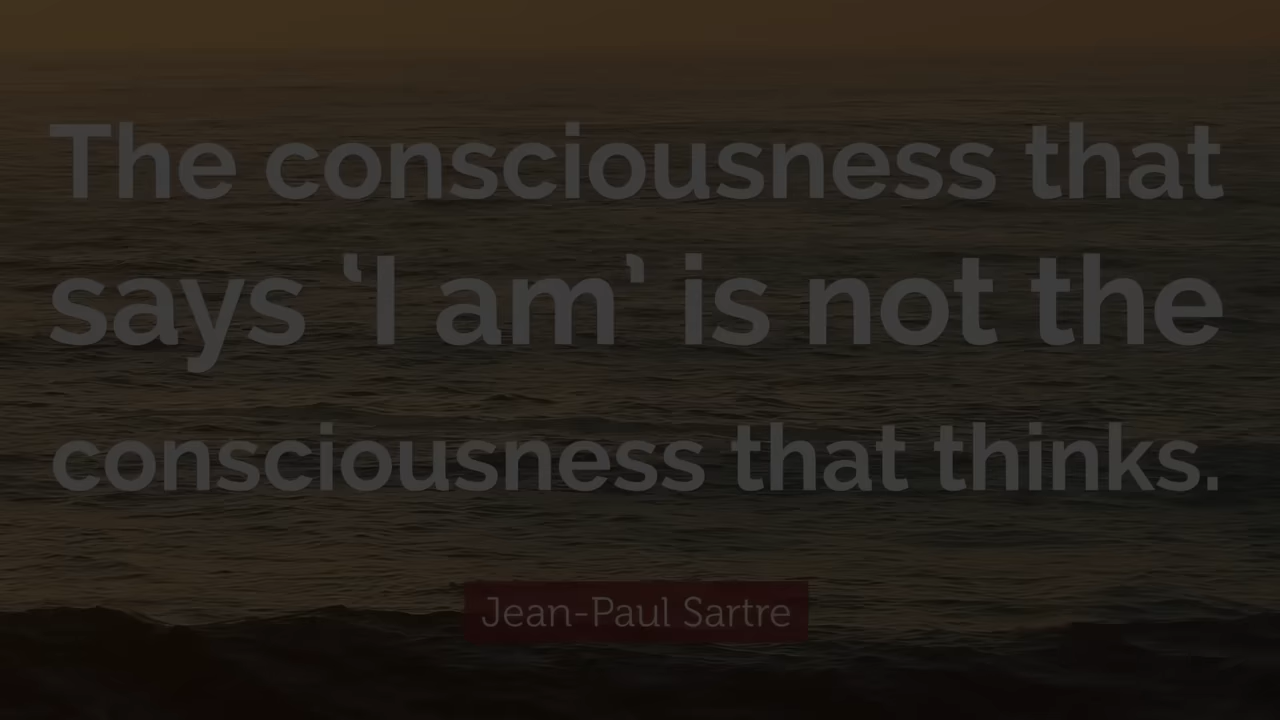 The consciousness that
says ‘I am’ is not the
consciousness that thinks.
Jean-Paul Sartre